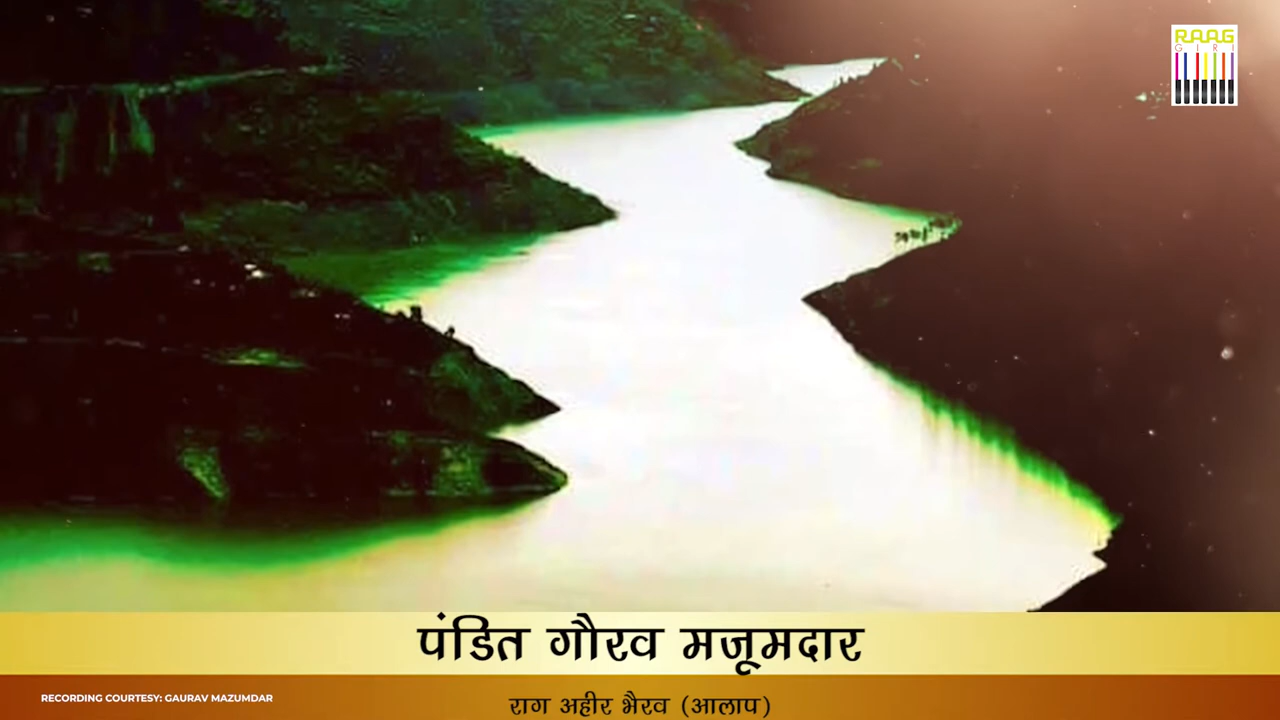 RAAG
GIRI
पंडित गौरव मजूमदार
RECORDING COURTESY: GAURAV MAZUMDAR
राग अहीर भैरव (आलाप)